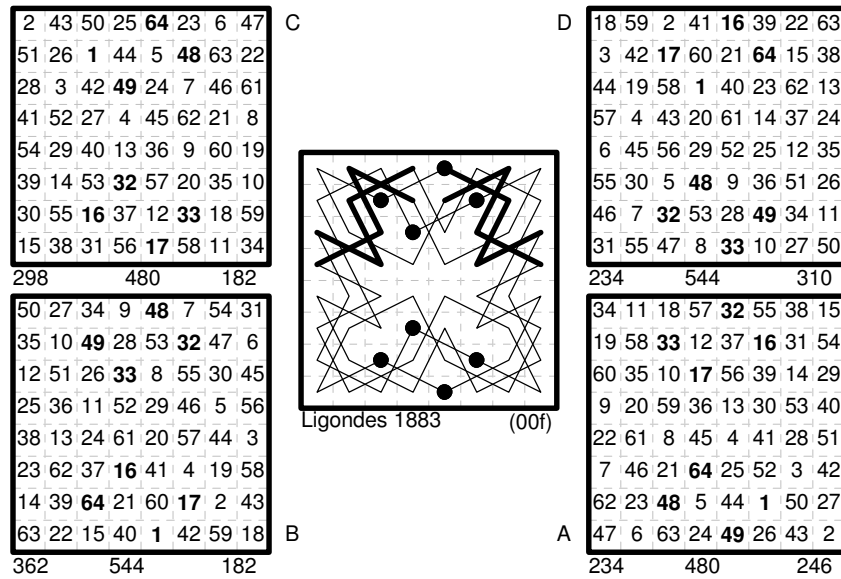 2 43 50 25 64 23 6 47
51 26 1 44 5 48 63 22
28 3 42 49 24 7 46 61
41 52 27 4 45 62 21 8
54 29 40 13 36 9 60 19
39 14 53 32 57 20 35 10
30 55 16 37 12 33 18 59
15 38 31 56 17 58 11 34
298 480 182
C
D
18 59 2 41 16 39 22 63
3 42 17 60 21 64 15 38
44 19 58 1 40 23 62 13
57 4 43 20 61 14 37 24
6 45 56 29 52 25 12 35
55 30 5 48 9 36 51 26
46 7 32 53 28 49 34 11
31 55 47 8 33 10 27 50
234 544 310
Ligondes 1883 (00f)
50 27 34 9 48 7 54 31
35 10 49 28 53 32 47 6
12 51 26 33 8 55 30 45
25 36 11 52 29 46 5 56
38 13 24 61 20 57 44 3
23 62 37 16 41 4 19 58
14 39 64 21 60 17 2 43
63 22 15 40 1 42 59 18
362 544 182
B
A
34 11 18 57 32 55 38 15
19 58 33 12 37 16 31 54
60 35 10 17 56 39 14 29
9 20 59 36 13 30 53 40
22 61 8 45 4 41 28 51
7 46 21 64 25 52 3 42
62 23 48 5 44 1 50 27
47 6 63 24 49 26 43 2
234 480 246